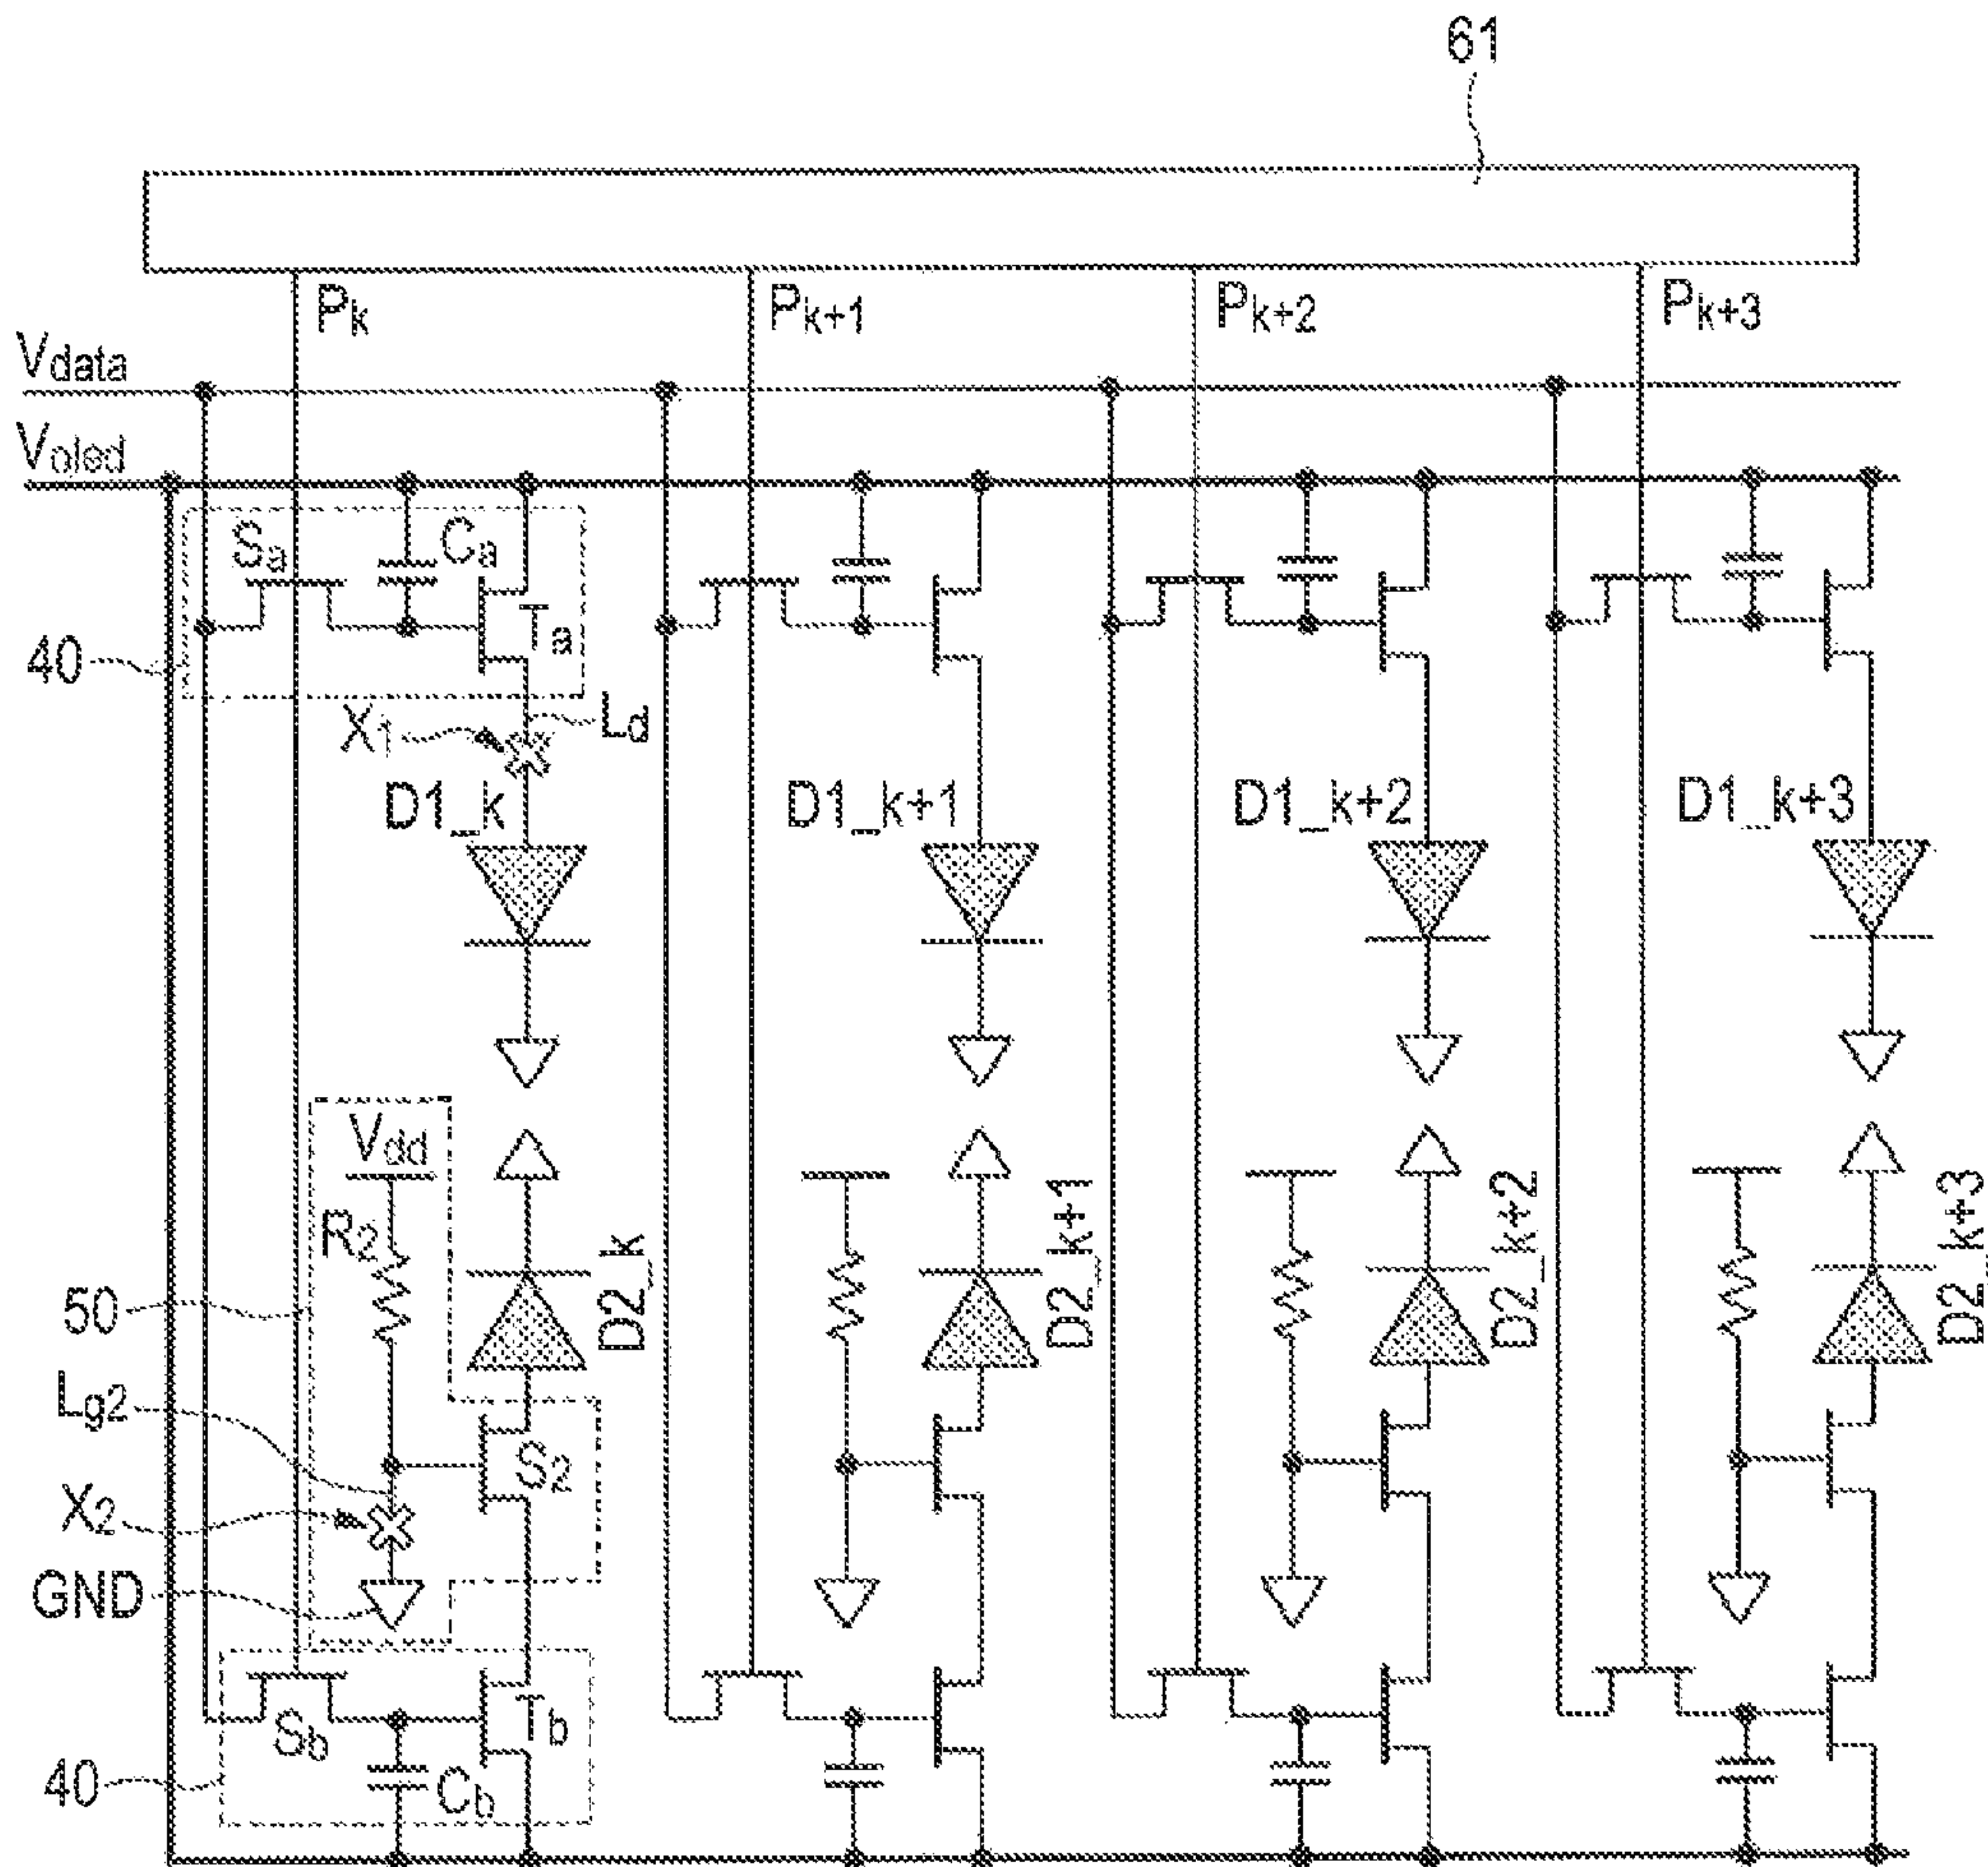 61
Pk Pk+1 Pk+2 Pk+3
Vdata
Voled
Sa Ca
Ta
40
X1 Ld
D1_k D1_k+1 D1_k+2 D1_k+3
Vdd
R2
D2_k D2_k+1 D2_k+2 D2_k+3
50
Lg2
S2
X2
GND
Sb Tb
40 Cb